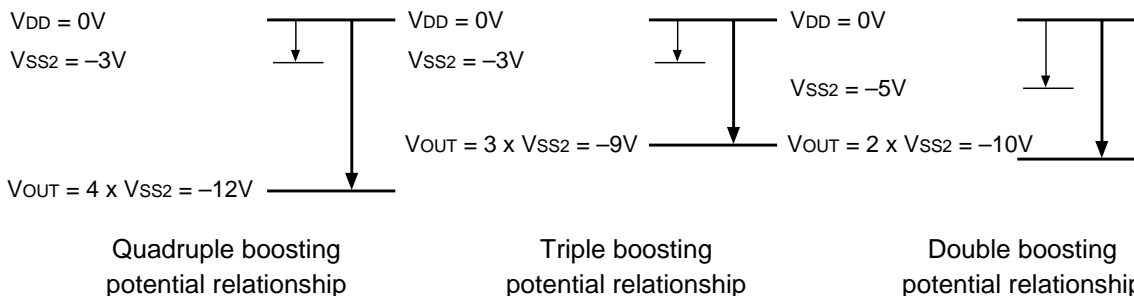 VDD = 0V
VSS2 = –3V
VOUT = 4 x VSS2 = –12V
Quadruple boosting
potential relationship
VDD = 0V
VSS2 = –3V
VOUT = 3 x VSS2 = –9V
Triple boosting
potential relationship
VDD = 0V
VSS2 = –5V
VOUT = 2 x VSS2 = –10V
Double boosting
potential relationship